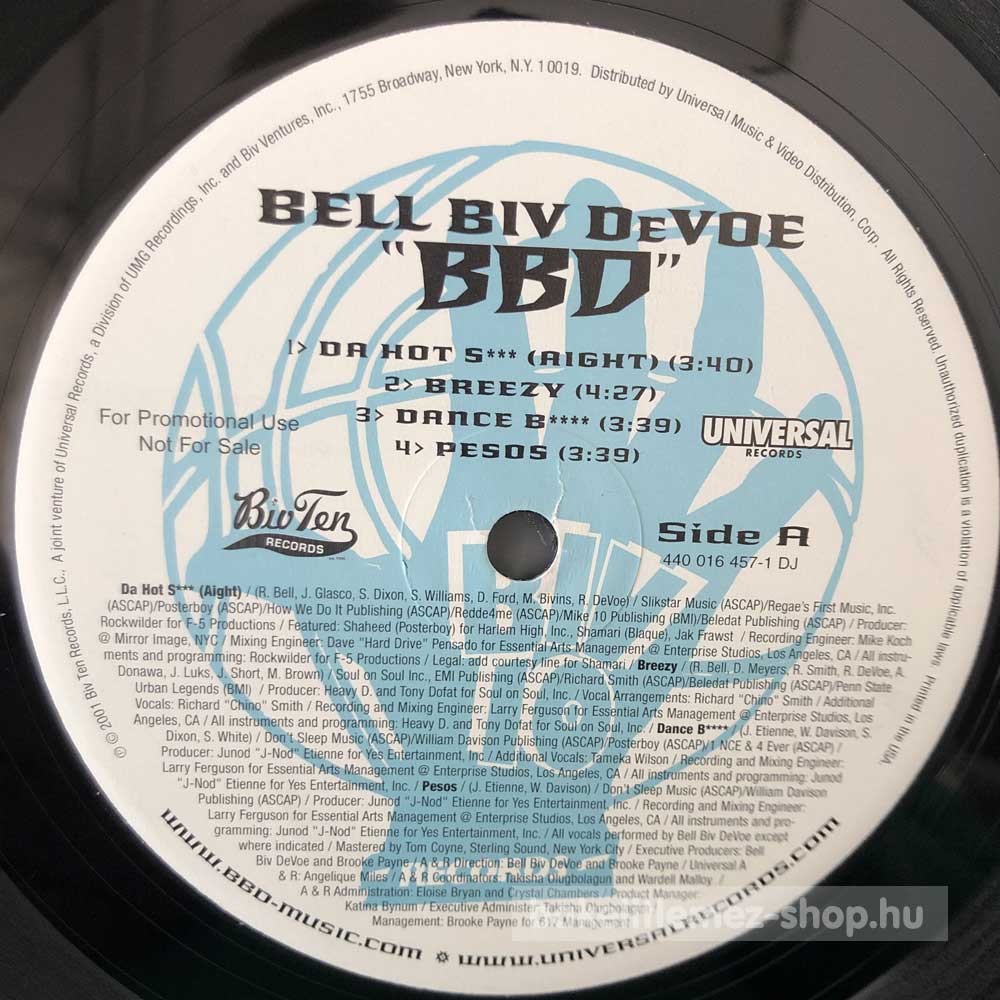 a Division of UMG Recordings, Inc. and Biv Ventures, Inc., 1755 Broadway, New York, N.Y. 10019. Distributed by Universal Music & Video Distribution, Corp. All Rights Reserved. Unauthorized duplication is a violation of applicable laws. Printed in the USA.
℗ © 2001 Biv Ten Records, L.L.C., A joint venture of Universal Records,
BELL BIV DeVOE
"BBD"
1> DA HOT S*** (AIGHT) (3:40)
2> BREEZY (4:27)
3> DANCE B**** (3:39)
4> PESOS (3:39)
For Promotional Use
Not For Sale
UNIVERSAL
RECORDS
Biv Ten
RECORDS
Side A
440 016 457-1 DJ
BIV
10
RECORDS
Da Hot S*** (Aight) / (R. Bell, J. Glasco, S. Dixon, S. Williams, D. Ford, M. Bivins, R. DeVoe) / Slikstar Music (ASCAP)/Regae's First Music, Inc.
(ASCAP)/Posterboy (ASCAP)/How We Do It Publishing (ASCAP)/Redde4me (ASCAP)/Mike 10 Publishing (BMI)/Beledat Publishing (ASCAP) / Producer:
Rockwilder for F-5 Productions / Featured: Shaheed (Posterboy) for Harlem High, Inc., Shamari (Blaque), Jak Frawst / Recording Engineer: Mike Koch
@ Mirror Image, NYC / Mixing Engineer: Dave "Hard Drive" Pensado for Essential Arts Management @ Enterprise Studios, Los Angeles, CA / All instru-
ments and programming: Rockwilder for F-5 Productions / Legal: add courtesy line for Shamari / Breezy / (R. Bell, D. Meyers, R. Smith, R. DeVoe, A.
Donawa, J. Luks, J. Short, M. Brown) / Soul on Soul Inc., EMI Publishing (ASCAP)/Richard Smith (ASCAP)/Beledat Publishing (ASCAP)/Penn State
Urban Legends (BMI) / Producer: Heavy D. and Tony Dofat for Soul on Soul, Inc. / Vocal Arrangements: Richard "Chino" Smith / Additional
Vocals: Richard "Chino" Smith / Recording and Mixing Engineer: Larry Ferguson for Essential Arts Management @ Enterprise Studios, Los
Angeles, CA / All instruments and programming: Heavy D. and Tony Dofat for Soul on Soul, Inc. / Dance B**** / (J. Etienne, W. Davison, S.
Dixon, S. White) / Don't Sleep Music (ASCAP)/William Davison Publishing (ASCAP)/Posterboy (ASCAP)/1 NCE & 4 Ever (ASCAP) /
Producer: Junod "J-Nod" Etienne for Yes Entertainment, Inc / Additional Vocals: Jameka Wilson / Recording and Mixing Engineer:
Larry Ferguson for Essential Arts Management @ Enterprise Studios, Los Angeles, CA / All instruments and programming: Junod
"J-Nod" Etienne for Yes Entertainment, Inc. / Pesos / (J. Etienne, W. Davison) / Don't Sleep Music (ASCAP)/William Davison
Publishing (ASCAP) / Producer: Junod "J-Nod" Etienne for Yes Entertainment, Inc. / Recording and Mixing Engineer:
Larry Ferguson for Essential Arts Management @ Enterprise Studios, Los Angeles, CA / All instruments and pro-
gramming: Junod "J-Nod" Etienne for Yes Entertainment, Inc. / All vocals performed by Bell Biv DeVoe except
where indicated / Mastered by Tom Coyne, Sterling Sound, New York City / Executive Producers: Bell
Biv DeVoe and Brooke Payne / A & R Direction: Bell Biv DeVoe and Brooke Payne / Universal A
& R: Angelique Miles / A & R Coordinators: Takisha Olugbolagun and Wardell Malloy /
A & R Administration: Eloise Bryan and Crystal Chambers / Product Manager:
Katina Bynum / Executive Administer: Takisha Olugbolagun
Management: Brooke Payne for 617 Management
www.BBD-MUSIC.com ✲ www.UNIVERSALRECORDS.com
lemez-shop.hu